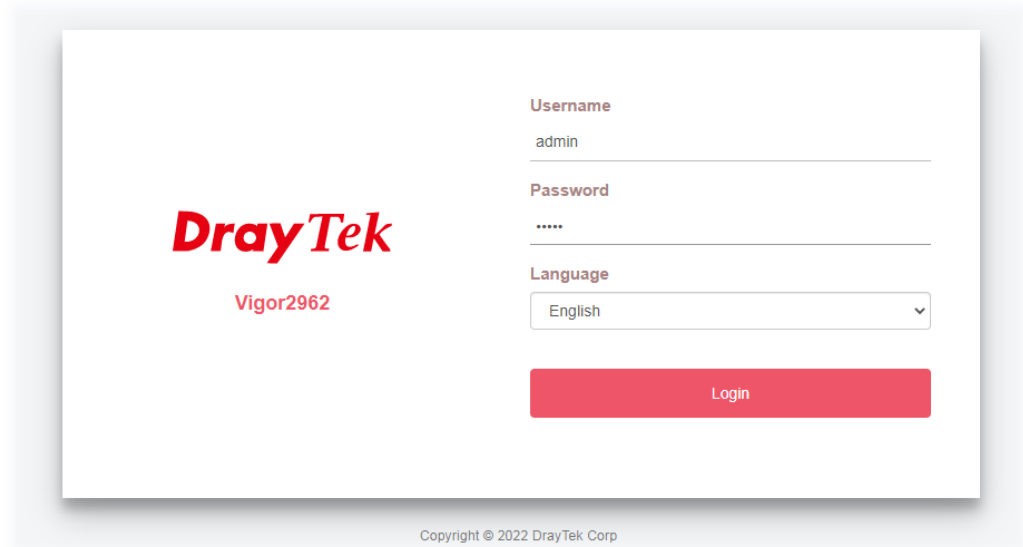 DrayTek
Vigor2962
Username
admin
Password
•••••
Language
English
Login
Copyright © 2022 DrayTek Corp